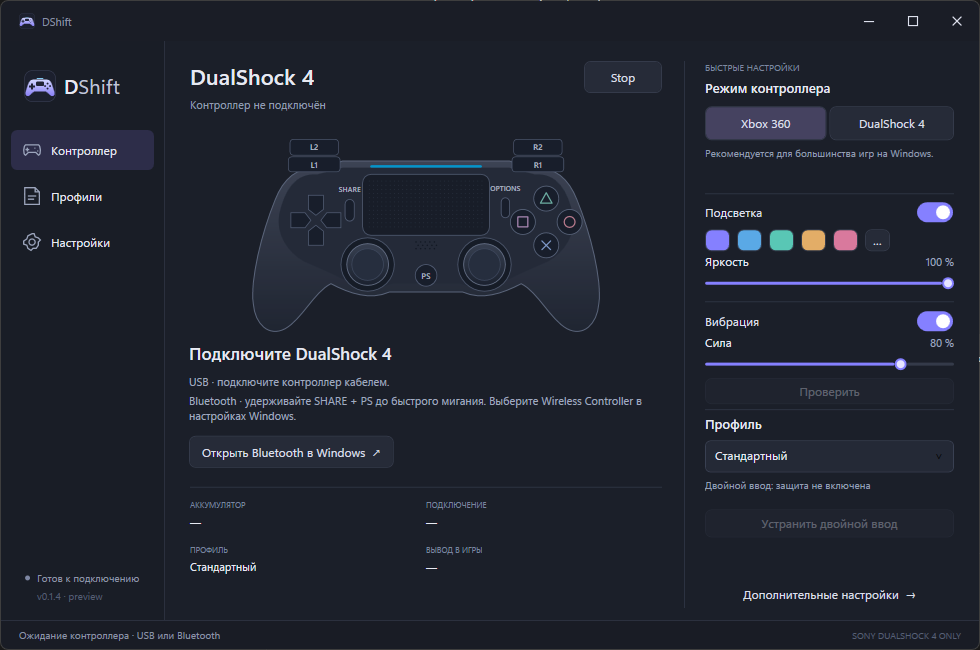 DShift
DShift
Контроллер
Профили
Настройки
Готов к подключению
v0.1.4 · preview
DualShock 4
Stop
Контроллер не подключён
L2
R2
L1
R1
SHARE
OPTIONS
PS
Подключите DualShock 4
USB · подключите контроллер кабелем.
Bluetooth · удерживайте SHARE + PS до быстрого мигания. Выберите Wireless Controller в
настройках Windows.
Открыть Bluetooth в Windows ↗
АККУМУЛЯТОР
—
ПОДКЛЮЧЕНИЕ
—
ПРОФИЛЬ
Стандартный
ВЫВОД В ИГРЫ
—
БЫСТРЫЕ НАСТРОЙКИ
Режим контроллера
Xbox 360
DualShock 4
Рекомендуется для большинства игр на Windows.
Подсветка
...
Яркость
100 %
Вибрация
Сила
80 %
Проверить
Профиль
Стандартный
Двойной ввод: защита не включена
Устранить двойной ввод
Дополнительные настройки →
Ожидание контроллера · USB или Bluetooth
SONY DUALSHOCK 4 ONLY